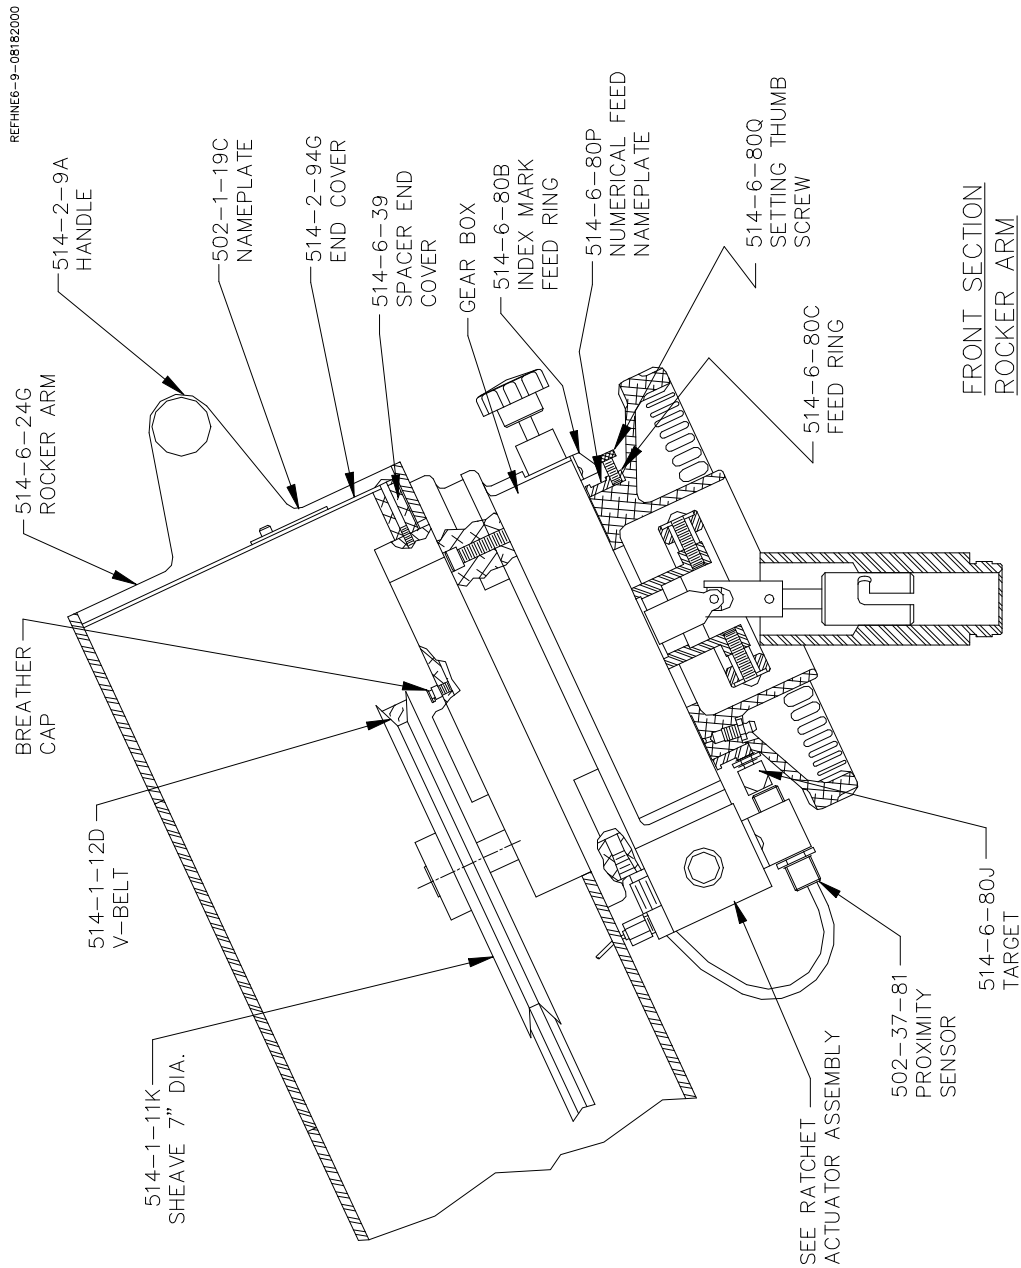 REFHNE6-9-08182000
514-2-9A
HANDLE
502-1-19C
NAMEPLATE
514-2-94G
END COVER
514-6-39
SPACER END
COVER
GEAR BOX
514-6-80B
INDEX MARK
FEED RING
514-6-80P
NUMERICAL FEED
NAMEPLATE
514-6-80Q
SETTING THUMB
SCREW
514-6-80C
FEED RING
514-6-24G
ROCKER ARM
BREATHER
CAP
514-1-12D
V-BELT
514-1-11K
SHEAVE 7" DIA.
SEE RATCHET
ACTUATOR ASSEMBLY
502-37-81
PROXIMITY
SENSOR
514-6-80J
TARGET
FRONT SECTION
ROCKER ARM